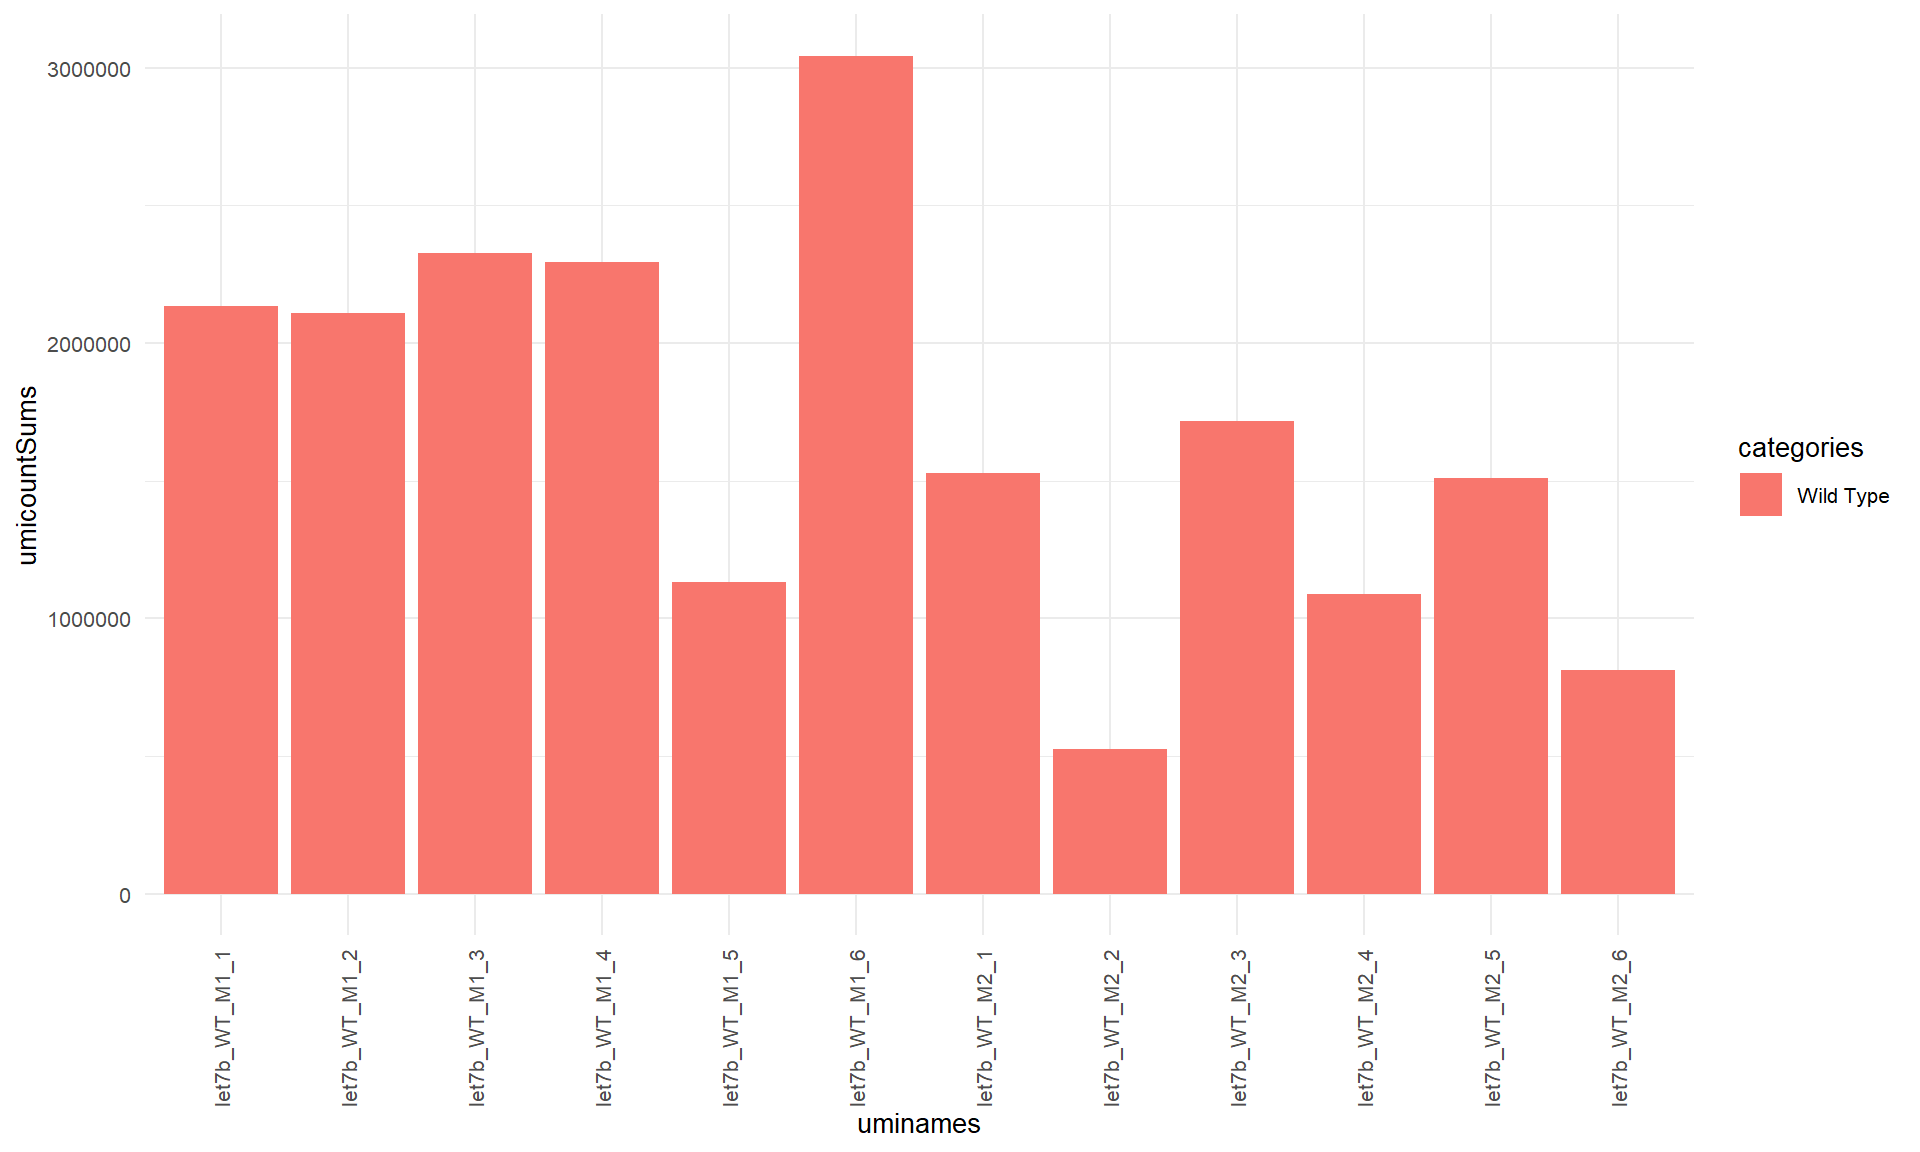 3000000
2000000
1000000
0
umicountSums
let7b_WT_M1_1
let7b_WT_M1_2
let7b_WT_M1_3
let7b_WT_M1_4
let7b_WT_M1_5
let7b_WT_M1_6
let7b_WT_M2_1
let7b_WT_M2_2
let7b_WT_M2_3
let7b_WT_M2_4
let7b_WT_M2_5
let7b_WT_M2_6
uminames
categories
Wild Type